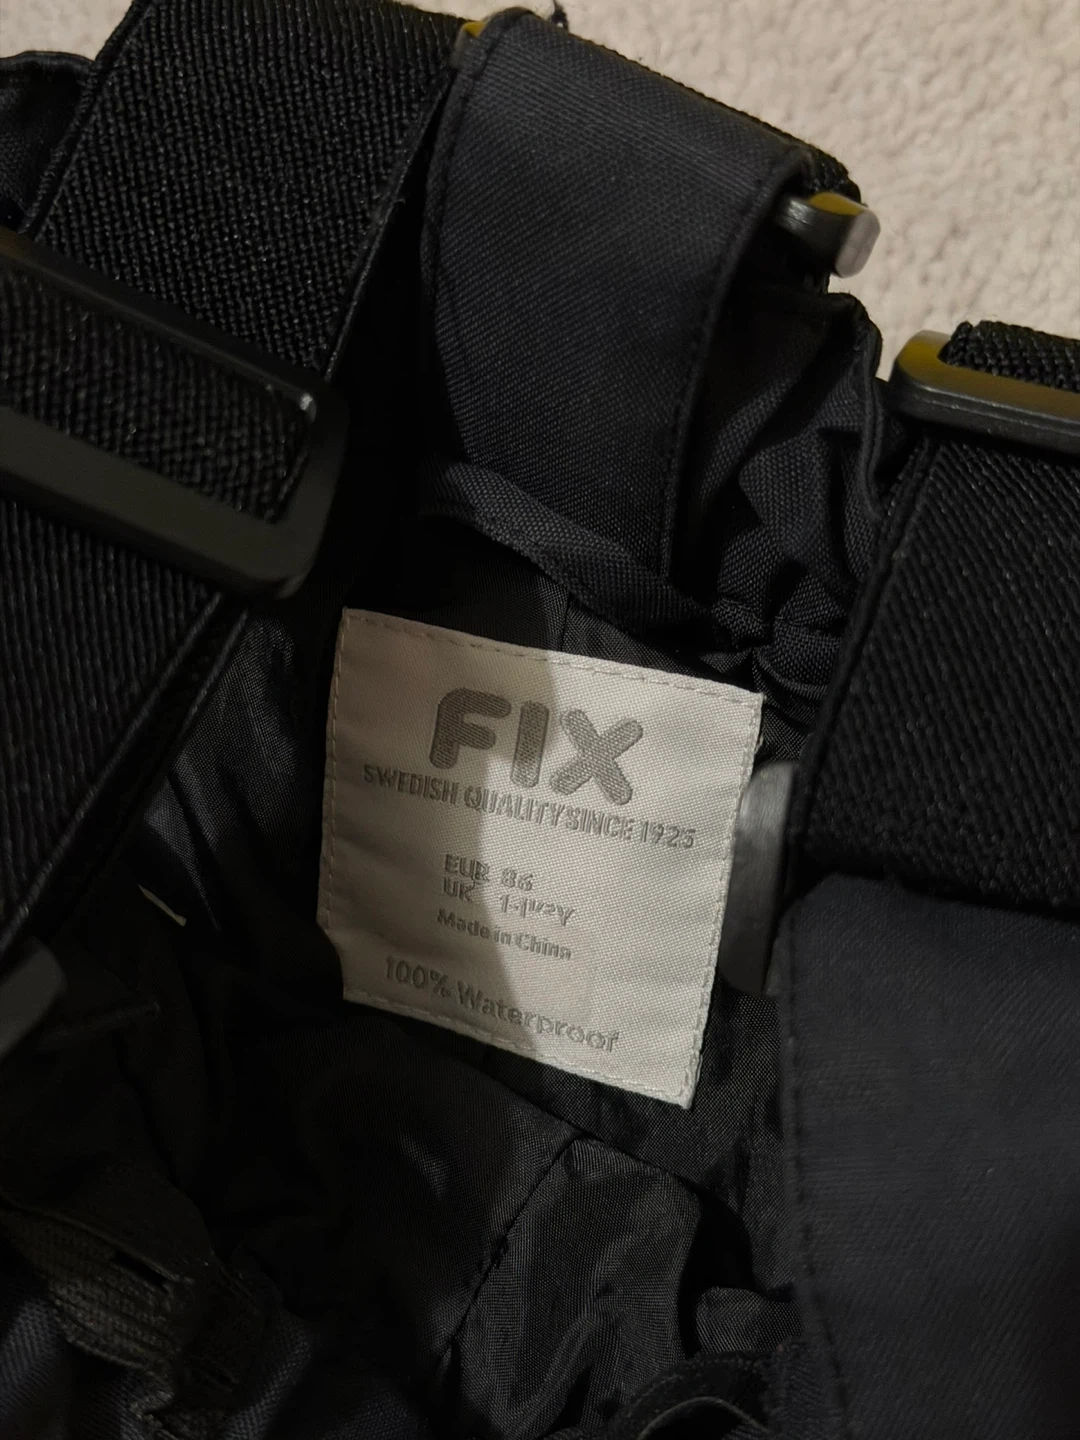 FIX
SWEDISH QUALITY SINCE 1925
EUR 86
UK 1-1½Y
Made in China
100% Waterproof